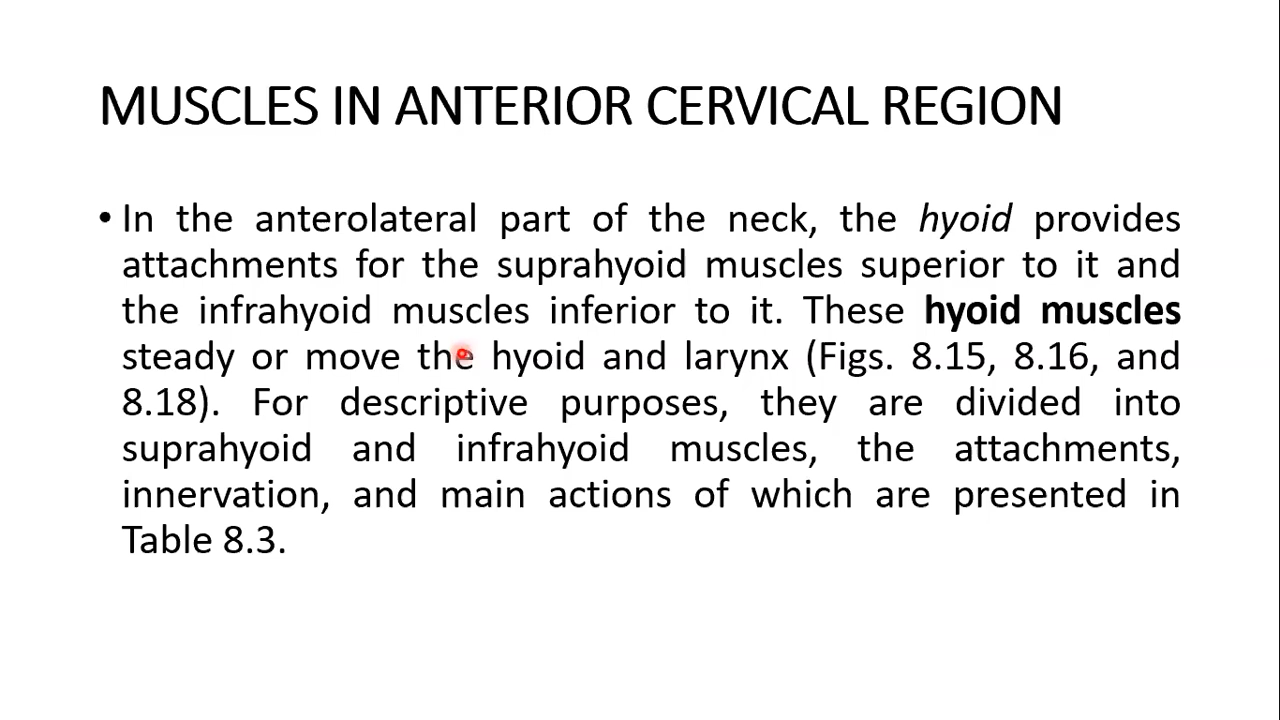 MUSCLES IN ANTERIOR CERVICAL REGION
• In the anterolateral part of the neck, the hyoid provides
attachments for the suprahyoid muscles superior to it and
the infrahyoid muscles inferior to it. These hyoid muscles
steady or move the hyoid and larynx (Figs. 8.15, 8.16, and
8.18). For descriptive purposes, they are divided into
suprahyoid and infrahyoid muscles, the attachments,
innervation, and main actions of which are presented in
Table 8.3.